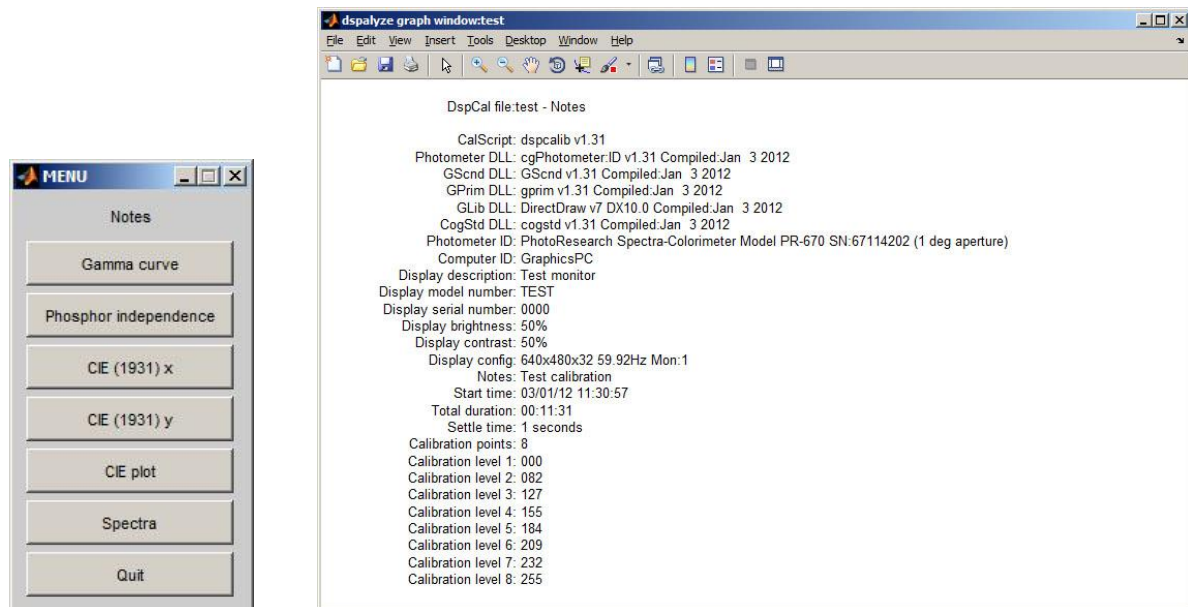 MENU
Notes
Gamma curve
Phosphor independence
CIE (1931) x
CIE (1931) y
CIE plot
Spectra
Quit
dspalyze graph window:test
File Edit View Insert Tools Desktop Window Help
DspCal file:test - Notes
CalScript: dspcalib v1.31
Photometer DLL: cgPhotometer:ID v1.31 Compiled:Jan  3 2012
GScnd DLL: GScnd v1.31 Compiled:Jan  3 2012
GPrim DLL: gprim v1.31 Compiled:Jan  3 2012
GLib DLL: DirectDraw v7 DX10.0 Compiled:Jan  3 2012
CogStd DLL: cogstd v1.31 Compiled:Jan  3 2012
Photometer ID: PhotoResearch Spectra-Colorimeter Model PR-670 SN:67114202 (1 deg aperture)
Computer ID: GraphicsPC
Display description: Test monitor
Display model number: TEST
Display serial number: 0000
Display brightness: 50%
Display contrast: 50%
Display config: 640x480x32 59.92Hz Mon:1
Notes: Test calibration
Start time: 03/01/12 11:30:57
Total duration: 00:11:31
Settle time: 1 seconds
Calibration points: 8
Calibration level 1: 000
Calibration level 2: 082
Calibration level 3: 127
Calibration level 4: 155
Calibration level 5: 184
Calibration level 6: 209
Calibration level 7: 232
Calibration level 8: 255